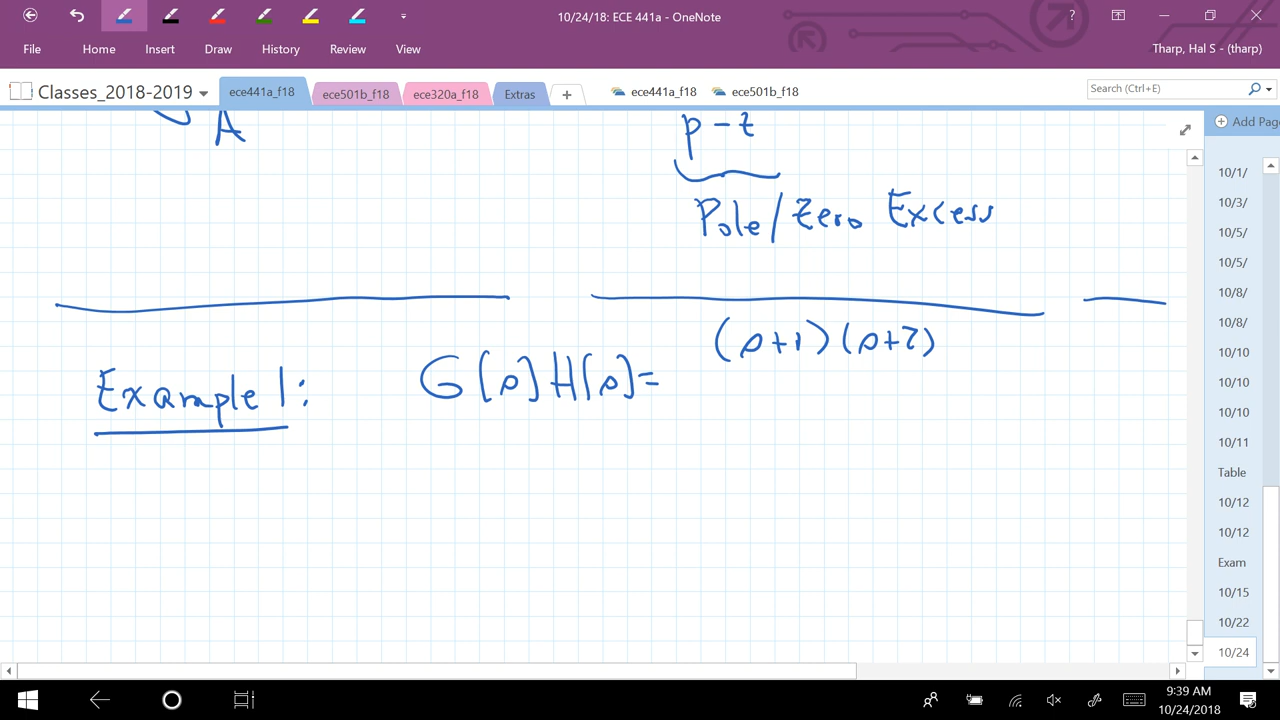 10/24/18: ECE 441a - OneNote
?
File
Home
Insert
Draw
History
Review
View
Tharp, Hal S - (tharp)
Classes_2018-2019
ece441a_f18
ece501b_f18
ece320a_f18
Extras
ece441a_f18
ece501b_f18
Search (Ctrl+E)
Add Pag
A
p - z
Pole/Zero Excess
(s+1)(s+2)
Example 1:
G(s)H(s)=
10/1/
10/3/
10/5/
10/5/
10/8/
10/8/
10/10
10/10
10/10
10/11
Table
10/12
10/12
Exam
10/15
10/22
10/24
9:39 AM
10/24/2018